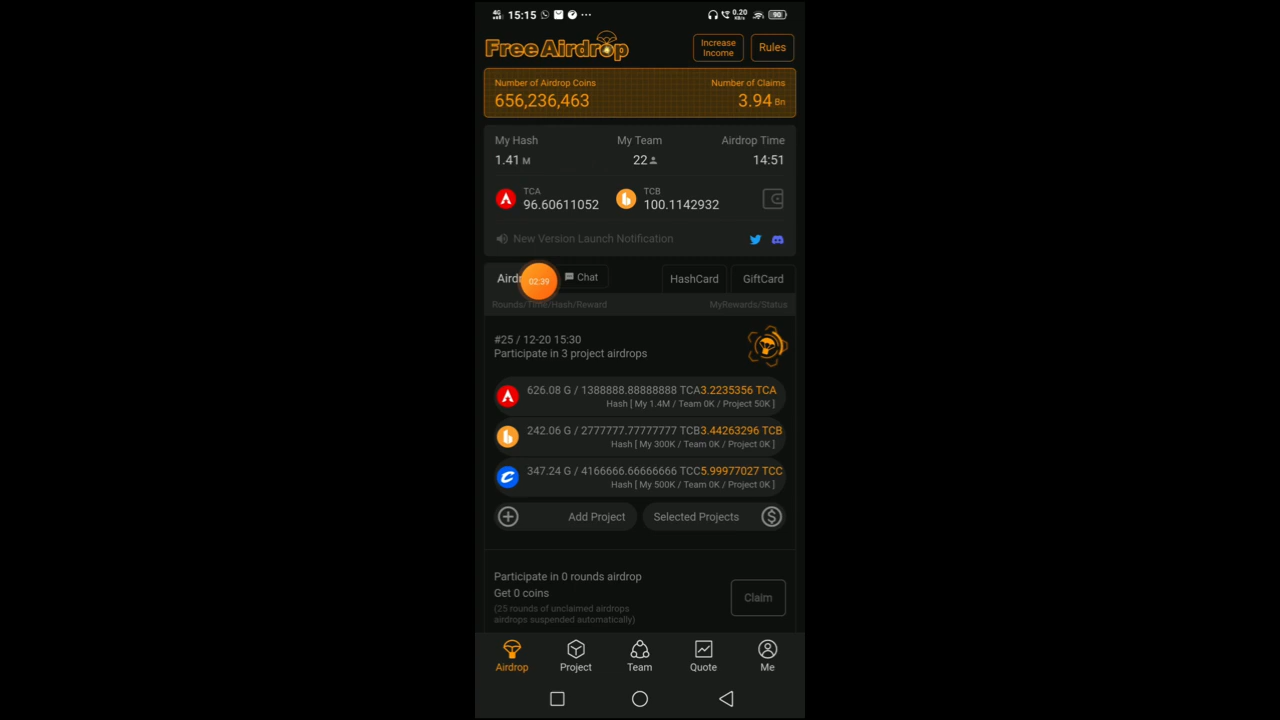 4G 15:15 ... 0.20 KB/s 90
Free Airdrop
Increase Income
Rules
Number of Airdrop Coins Number of Claims
656,236,463 3.94 Bn
My Hash My Team Airdrop Time
1.41 M 22 14:51
TCA TCB
96.60611052 100.1142932
New Version Launch Notification
Aird 02:39 Chat HashCard GiftCard
Rounds/Time/Hash/Reward MyRewards/Status
#25 / 12-20 15:30
Participate in 3 project airdrops
626.08 G / 1388888.88888888 TCA3.2235356 TCA
Hash [ My 1.4M / Team 0K / Project 50K ]
242.06 G / 2777777.77777777 TCB3.44263296 TCB
Hash [ My 300K / Team 0K / Project 0K ]
347.24 G / 4166666.66666666 TCC5.99977027 TCC
Hash [ My 500K / Team 0K / Project 0K ]
Add Project Selected Projects
Participate in 0 rounds airdrop
Get 0 coins
(25 rounds of unclaimed airdrops
airdrops suspended automatically)
Claim
Airdrop Project Team Quote Me